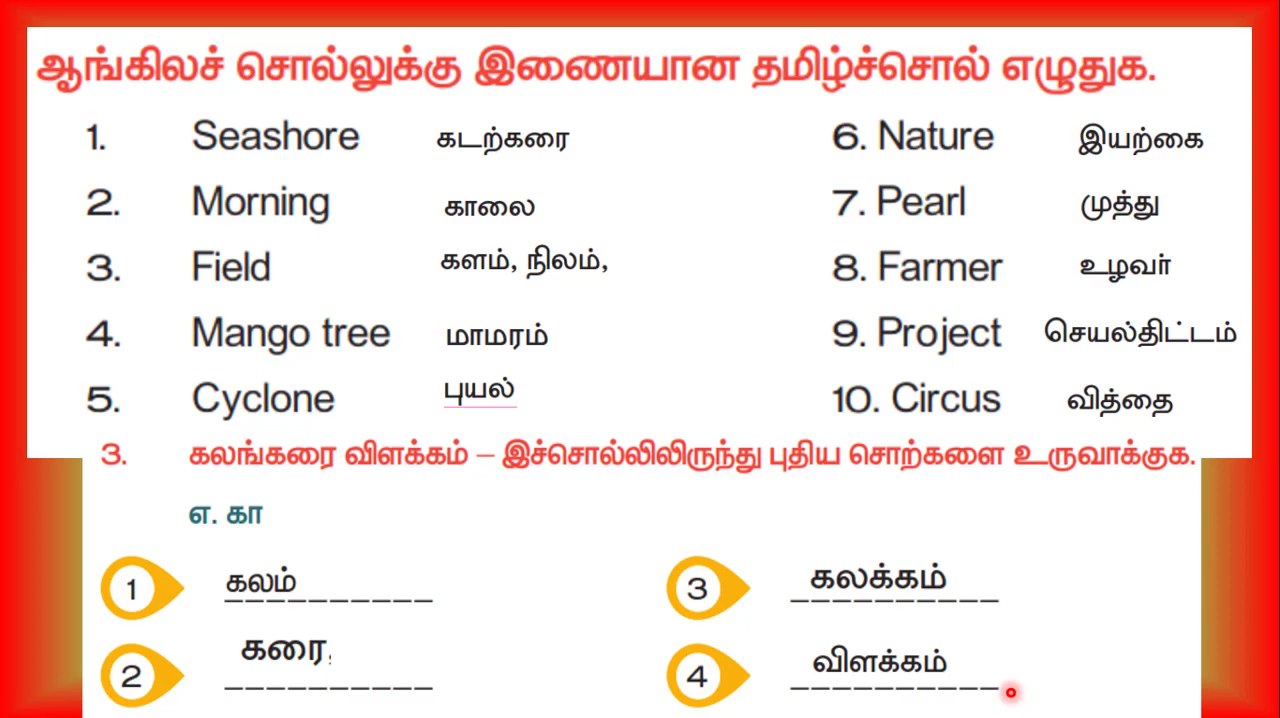 ஆங்கிலச் சொல்லுக்கு இணையான தமிழ்ச்சொல் எழுதுக.
1. Seashore கடற்கரை 6. Nature இயற்கை
2. Morning காலை 7. Pearl முத்து
3. Field களம், நிலம், 8. Farmer உழவர்
4. Mango tree மாமரம் 9. Project செயல்திட்டம்
5. Cyclone புயல் 10. Circus வித்தை
3. கலங்கரை விளக்கம் – இச்சொல்லிலிருந்து புதிய சொற்களை உருவாக்குக.
எ. கா
1 கலம் 3 கலக்கம்
2 கரை, 4 விளக்கம்